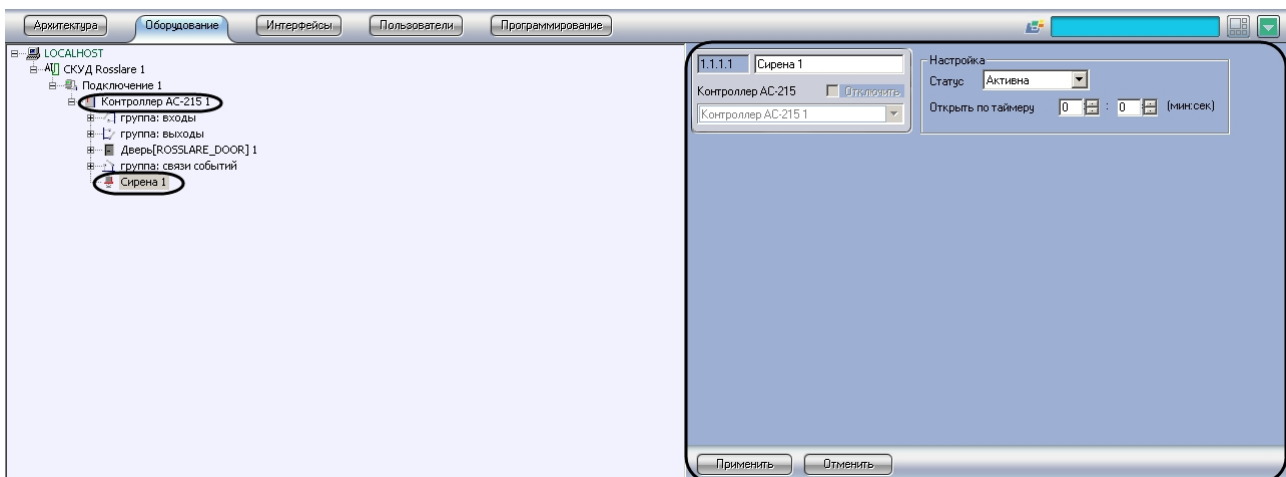 Архитектура Оборудование Интерфейсы Пользователи Программирование
LOCALHOST
СКУД Rosslare 1
Подключение 1
Контроллер AC-215 1
группа: входы
группа: выходы
Дверь[ROSSLARE_DOOR] 1
группа: связи событий
Сирена 1
1.1.1.1 Сирена 1
Контроллер AC-215 Отключить
Контроллер AC-215 1
Настройка
Статус Активна
Открыть по таймеру 0 : 0 (мин:сек)
Применить Отменить